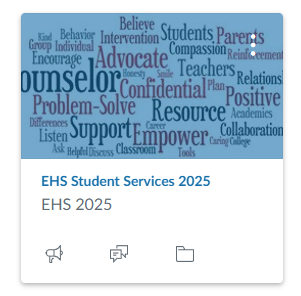 Believe
Behavior Intervention Students Parents
Kind Group Individual Compassion Reinforcement
Encourage Advocate Teachers
ounselor Honesty Smile Relations
Confidential Plan Positive
Problem-Solve Resource
Differences Career Academies
Listen Support Empower Collaboration
Ask Helpful Discuss Classroom Caring College
Tools
EHS Student Services 2025
EHS 2025